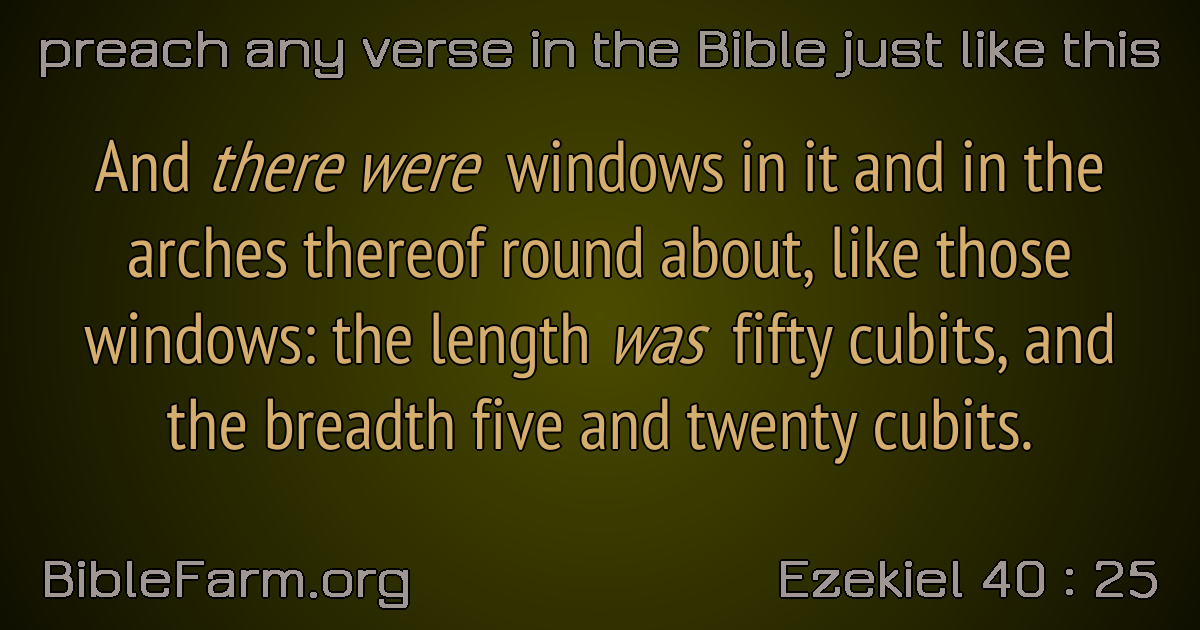 preach any verse in the Bible just like this
And there were windows in it and in the
arches thereof round about, like those
windows: the length was fifty cubits, and
the breadth five and twenty cubits.
BibleFarm.org
Ezekiel 40 : 25